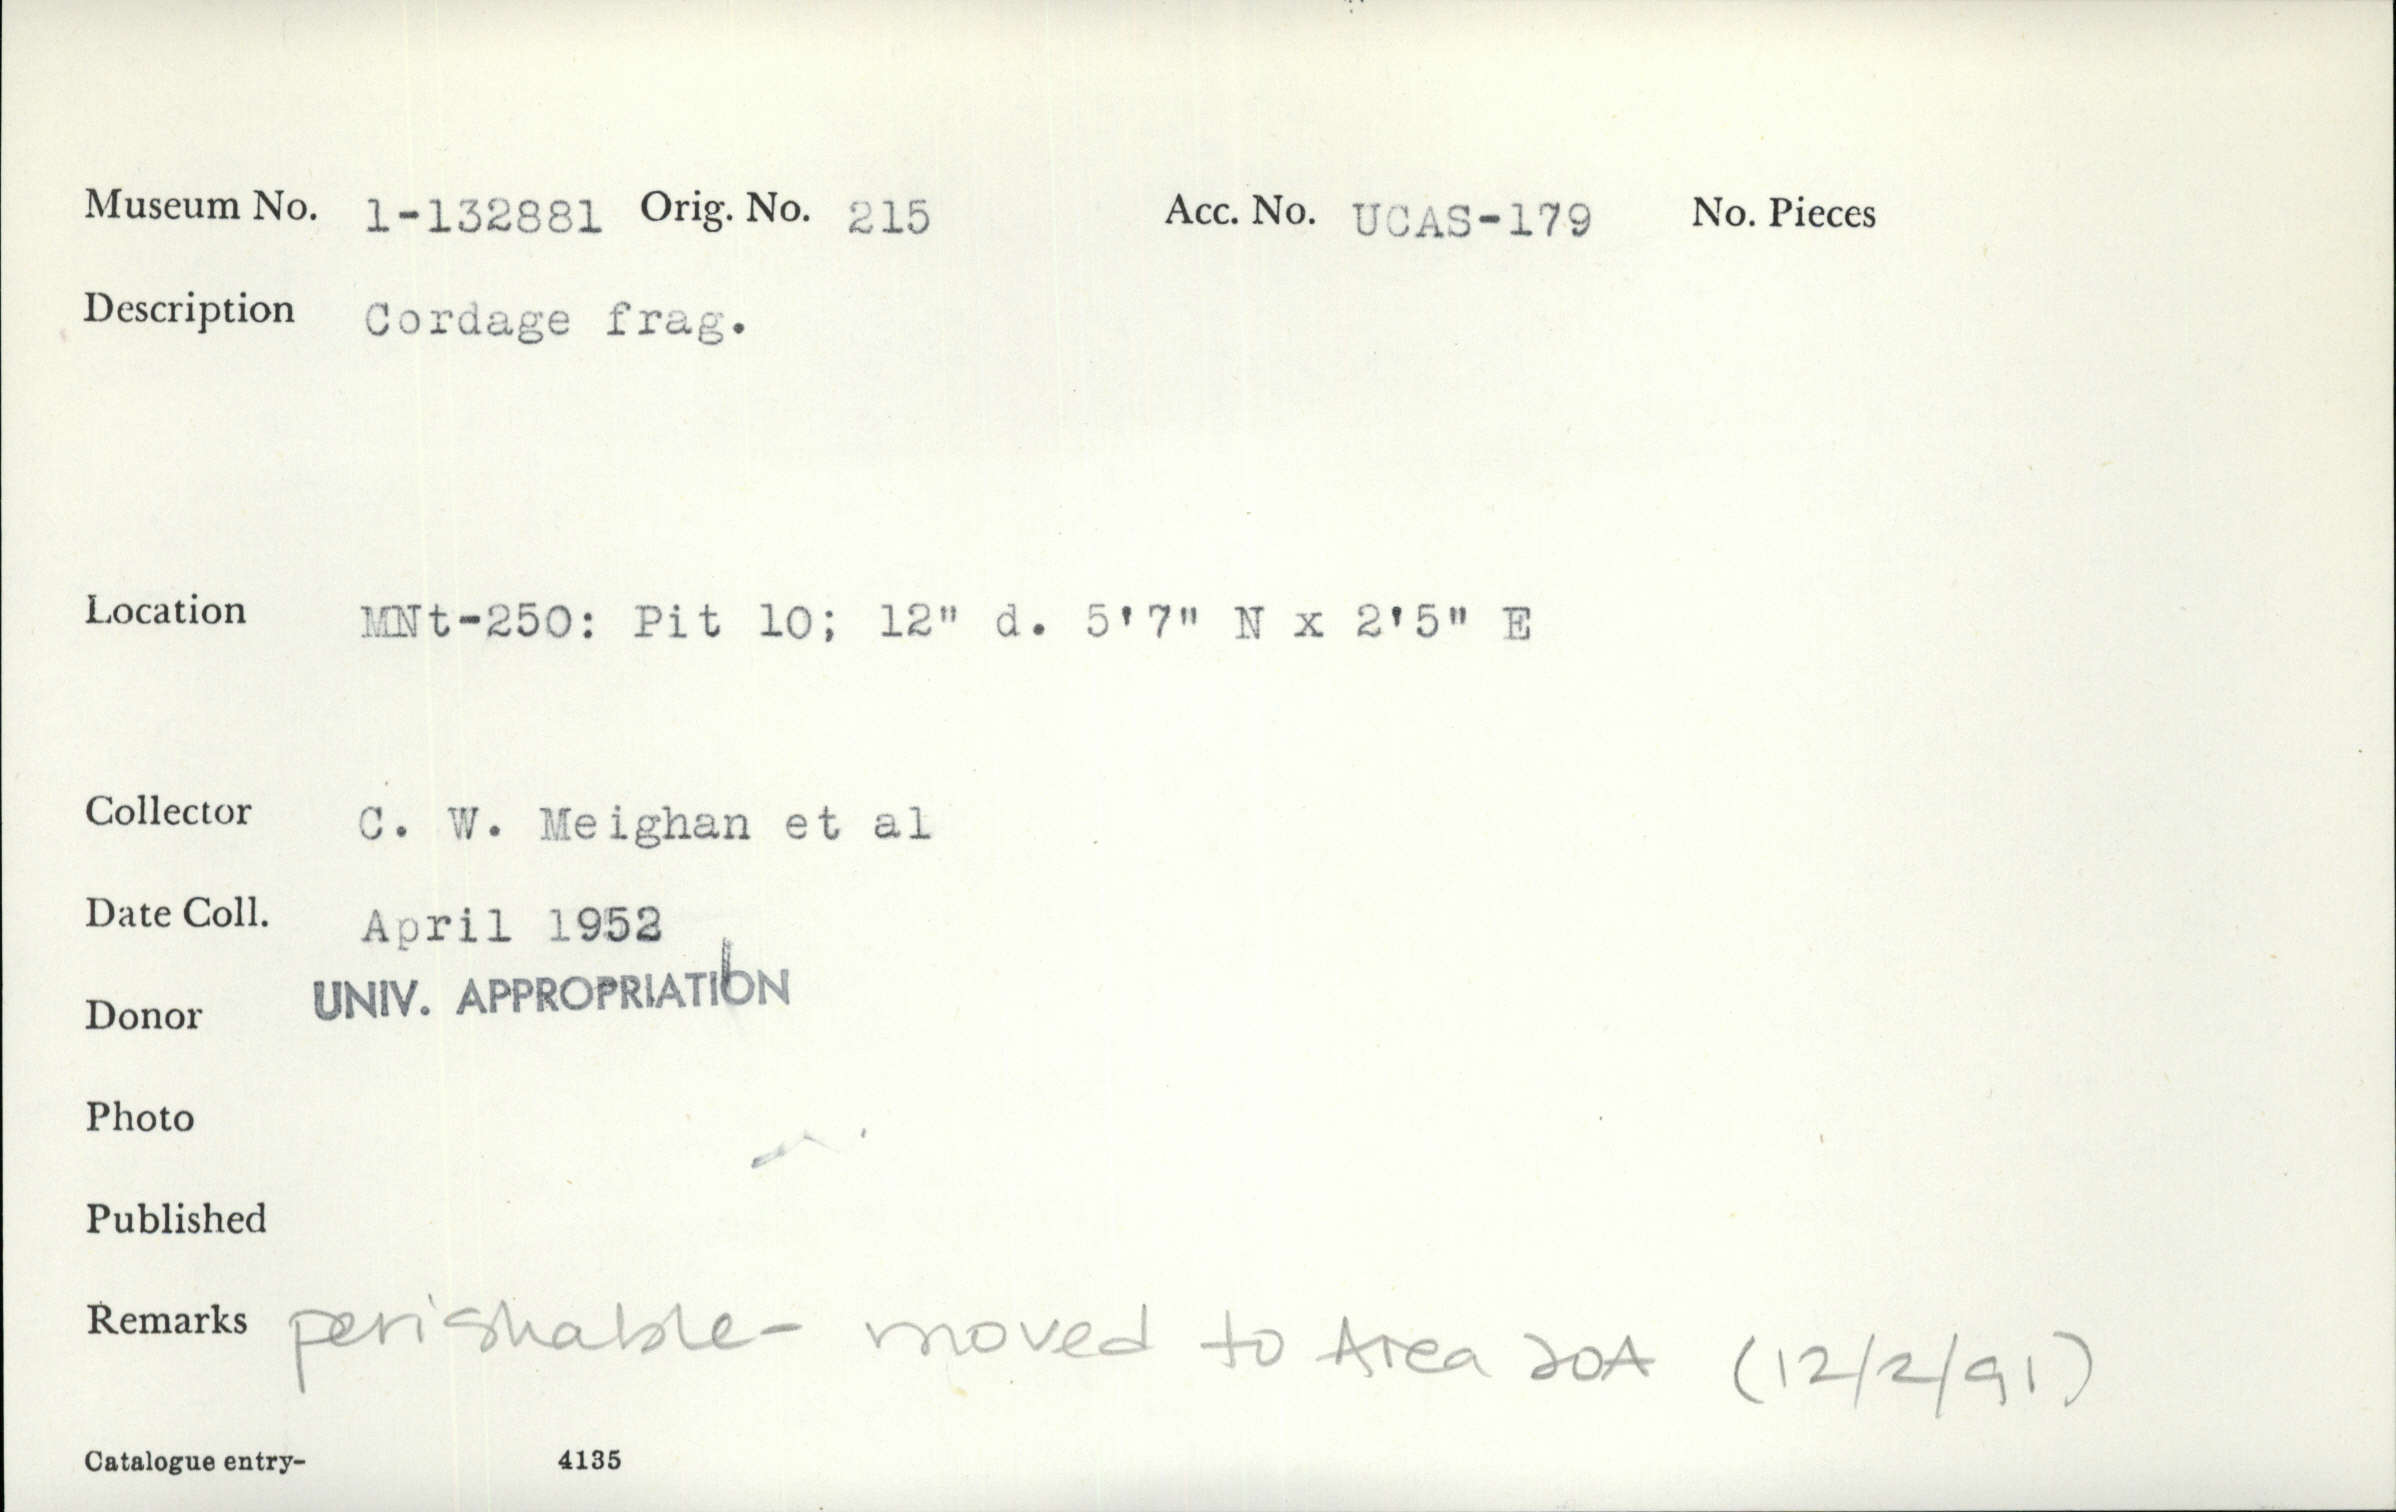 Museum No. 1-132881 Orig. No. 215 Acc. No. UCAS-179 No. Pieces
Description Cordage frag.
Location MNt-250: Pit 10; 12" d. 5'7" N x 2'5" E
Collector C. W. Meighan et al
Date Coll. April 1952
Donor UNIV. APPROPRIATION
Photo
Published
Remarks perishable- moved to Area 20A (12/2/91)
Catalogue entry- 4135